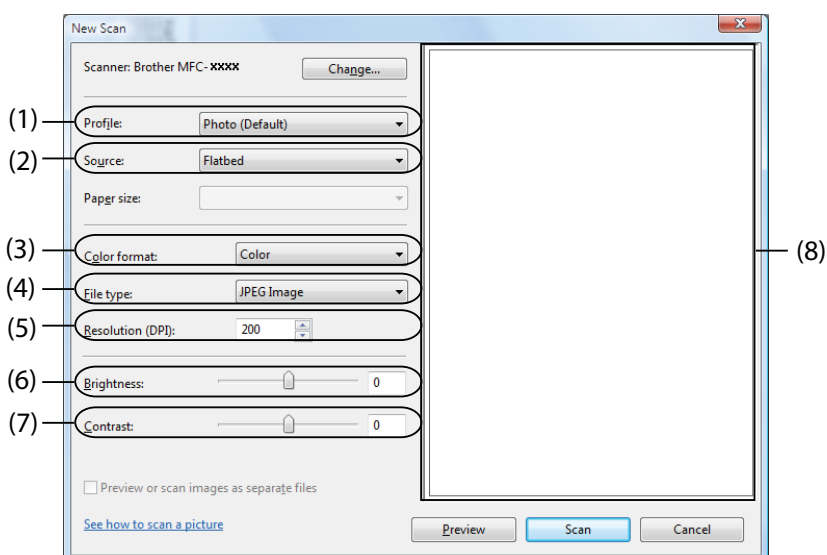 New Scan
Scanner: Brother MFC-XXXX
Change...
(1)
Profile:
Photo (Default)
(2)
Source:
Flatbed
Paper size:
(3)
Color format:
Color
(4)
File type:
JPEG Image
(5)
Resolution (DPI):
200
(6)
Brightness:
0
(7)
Contrast:
0
(8)
Preview or scan images as separate files
See how to scan a picture
Preview
Scan
Cancel